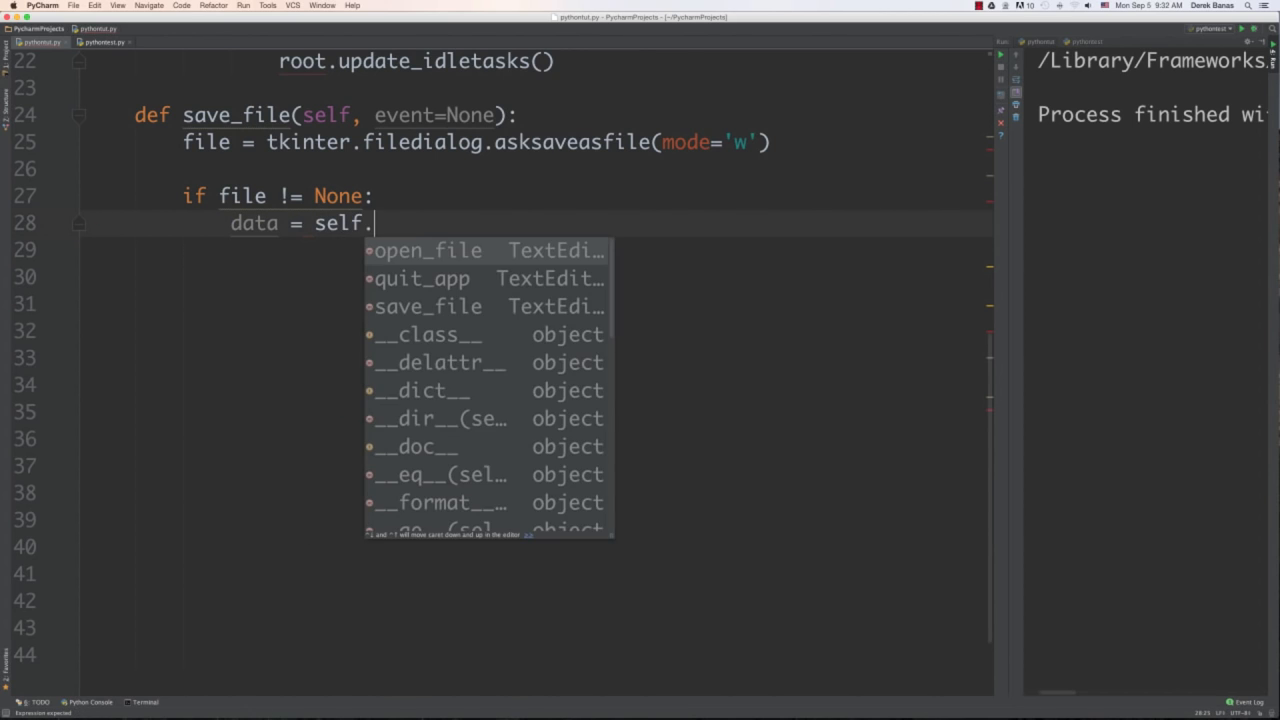 PyCharm File Edit View Navigate Code Refactor Run Tools VCS Window Help 10 Mon Sep 5 9:32 AM Derek Banas
pythontut.py - PycharmProjects - [~/PycharmProjects]
PycharmProjects pythontut.py pythontest
pythontut.py pythontest.py Run: pythontut pythontest
1: Project
22 root.update_idletasks() /Library/Frameworks
23
24 def save_file(self, event=None): Process finished wi
25 file = tkinter.filedialog.asksaveasfile(mode='w')
26
27 if file != None:
28 data = self.
29 open_file TextEdi…
30 quit_app TextEdit…
31 save_file TextEdi…
32 __class__ object
33 __delattr__ object
34 __dict__ object
35 __dir__(se… object
36 __doc__ object
37 __eq__(sel… object
38 __format__… object
39 __ge__(sel object
40 ^↓ and ^↑ will move caret down and up in the editor >>
41
42
43
44
7: Structure
2: Favorites
6: TODO Python Console Terminal Event Log
Expression expected 28:25 LF÷ UTF-8÷